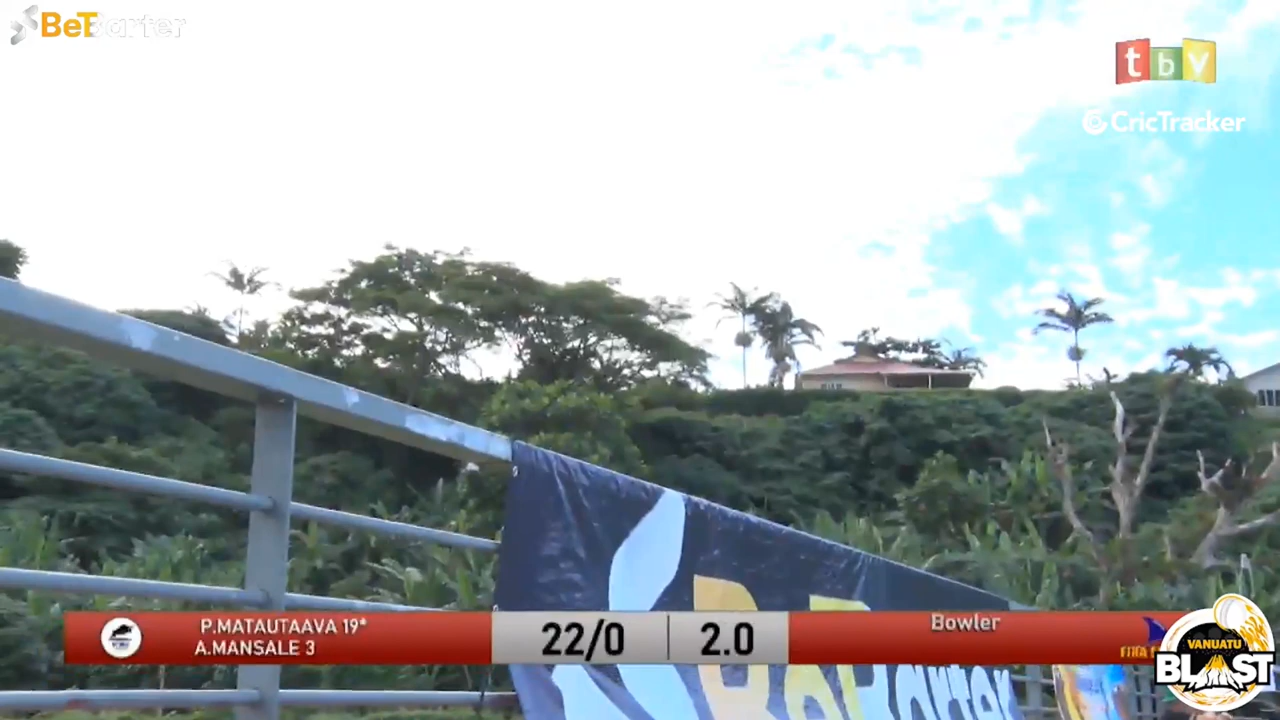 BeTBarter
tbv
CricTracker
P.MATAUTAAVA 19*
A.MANSALE 3
22/0
2.0
Bowler
VANUATU
BLAST